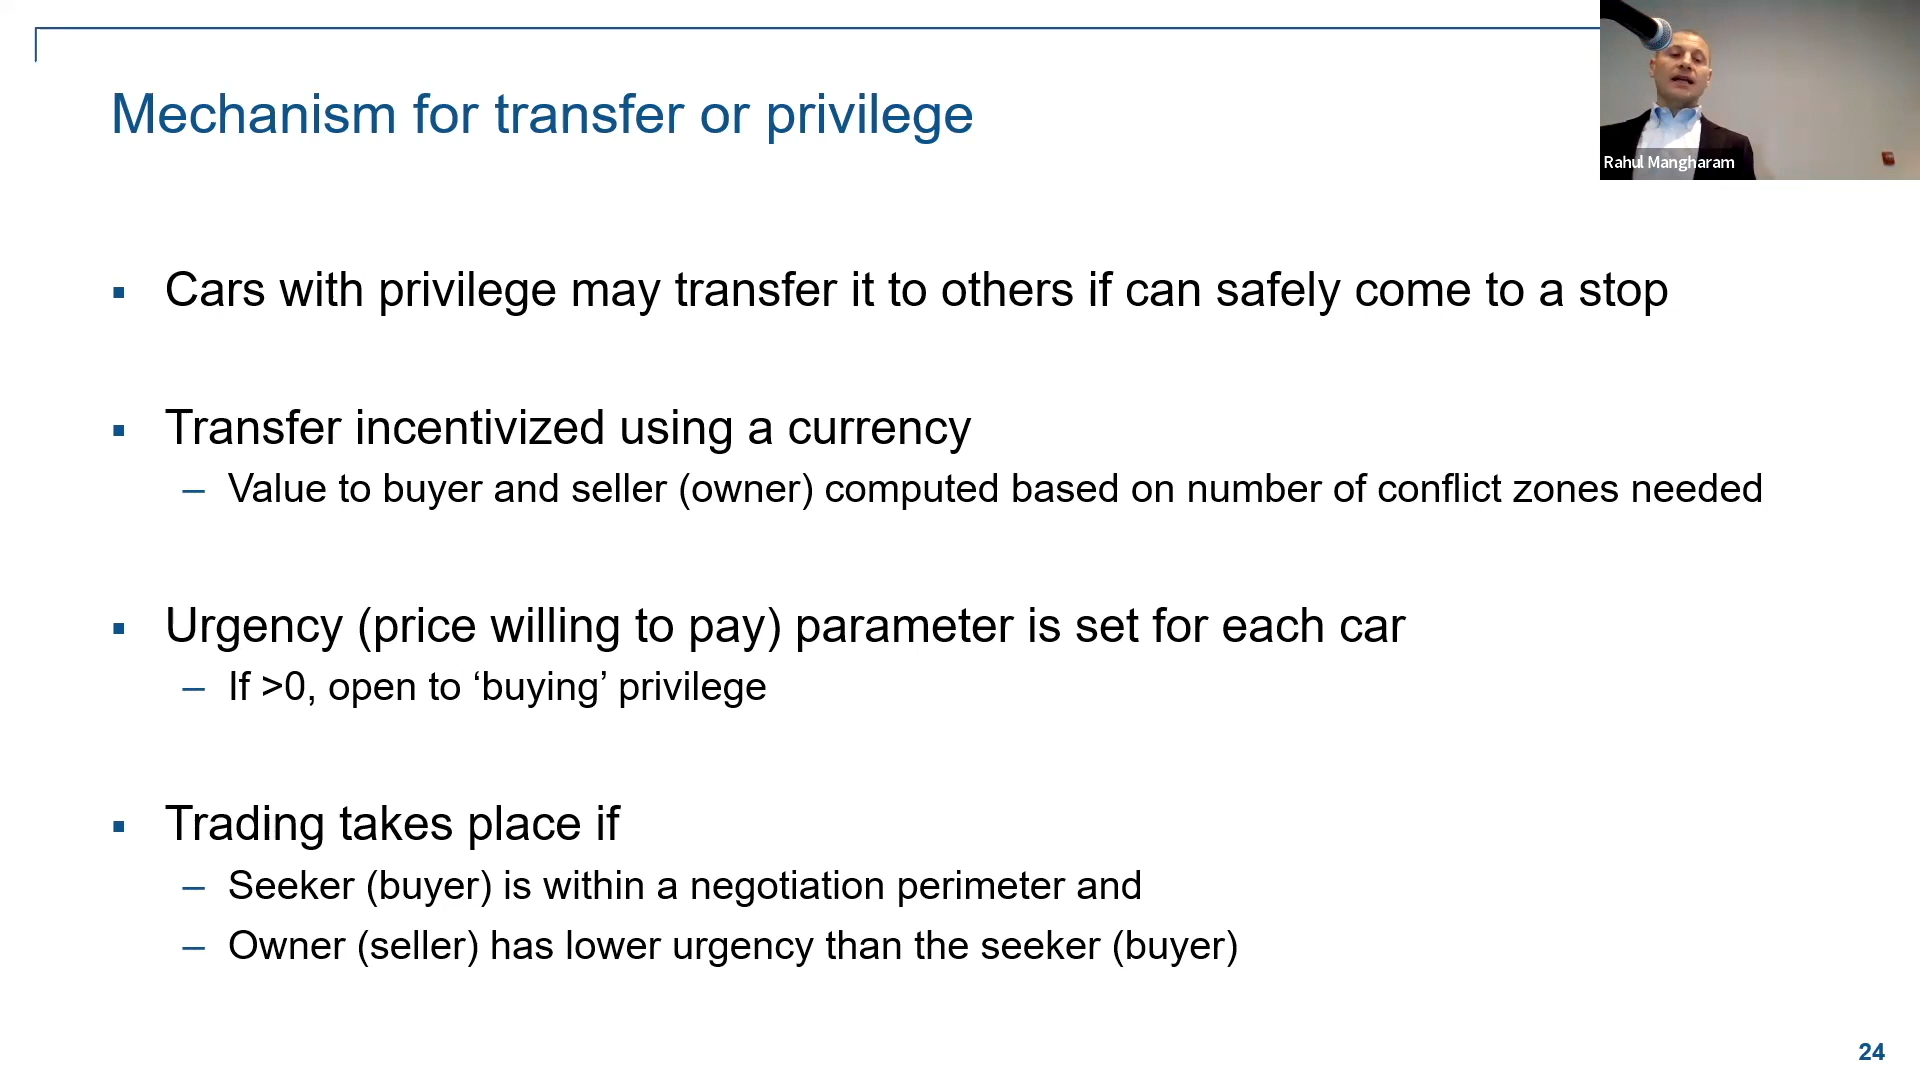 Mechanism for transfer or privilege
Rahul Mangharam
▪ Cars with privilege may transfer it to others if can safely come to a stop
▪ Transfer incentivized using a currency
– Value to buyer and seller (owner) computed based on number of conflict zones needed
▪ Urgency (price willing to pay) parameter is set for each car
– If >0, open to ‘buying’ privilege
▪ Trading takes place if
– Seeker (buyer) is within a negotiation perimeter and
– Owner (seller) has lower urgency than the seeker (buyer)
24